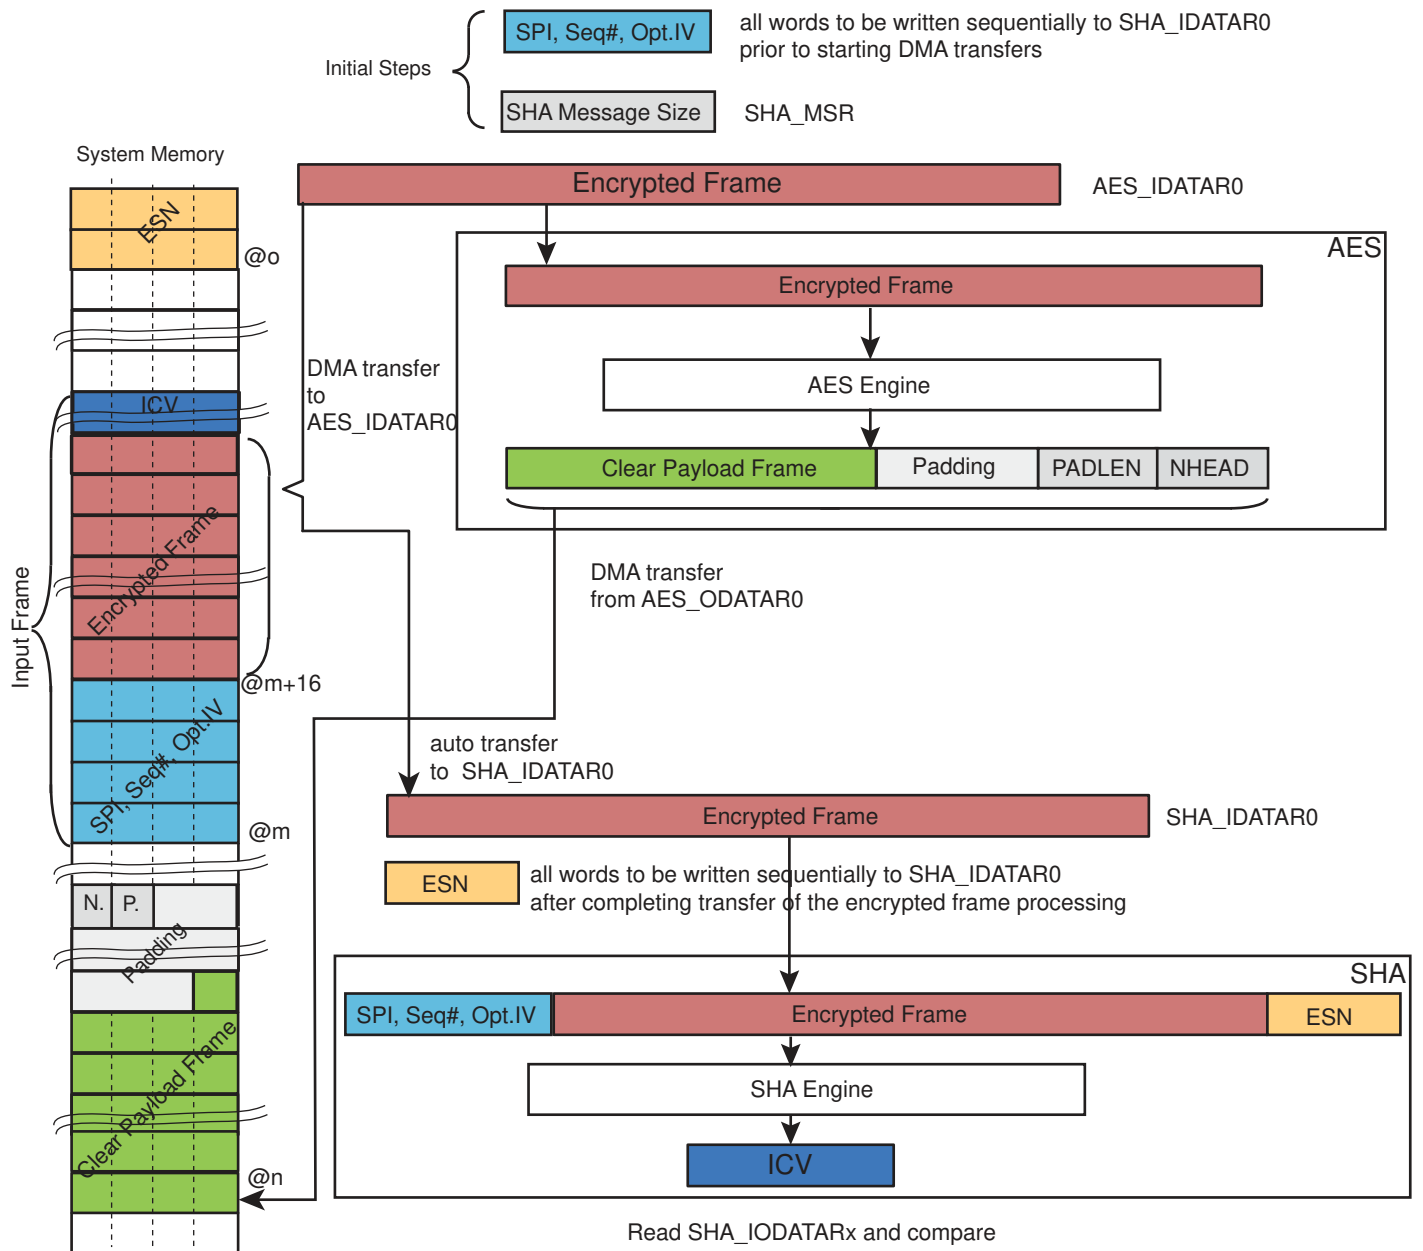 SPI, Seq#, Opt.IV
all words to be written sequentially to SHA_IDATAR0
prior to starting DMA transfers
Initial Steps
SHA Message Size
SHA_MSR
System Memory
Encrypted Frame
AES_IDATAR0
ESN
@o
AES
Encrypted Frame
DMA transfer
to
AES_IDATAR0
AES Engine
ICV
Clear Payload Frame
Padding
PADLEN
NHEAD
Encrypted Frame
Input Frame
DMA transfer
from AES_ODATAR0
@m+16
SPI, Seq#, Opt.IV
auto transfer
to SHA_IDATAR0
@m
Encrypted Frame
SHA_IDATAR0
ESN
all words to be written sequentially to SHA_IDATAR0
after completing transfer of the encrypted frame processing
N.
P.
Padding
SHA
SPI, Seq#, Opt.IV
Encrypted Frame
ESN
Clear Payload Frame
SHA Engine
@n
ICV
Read SHA_IODATARx and compare